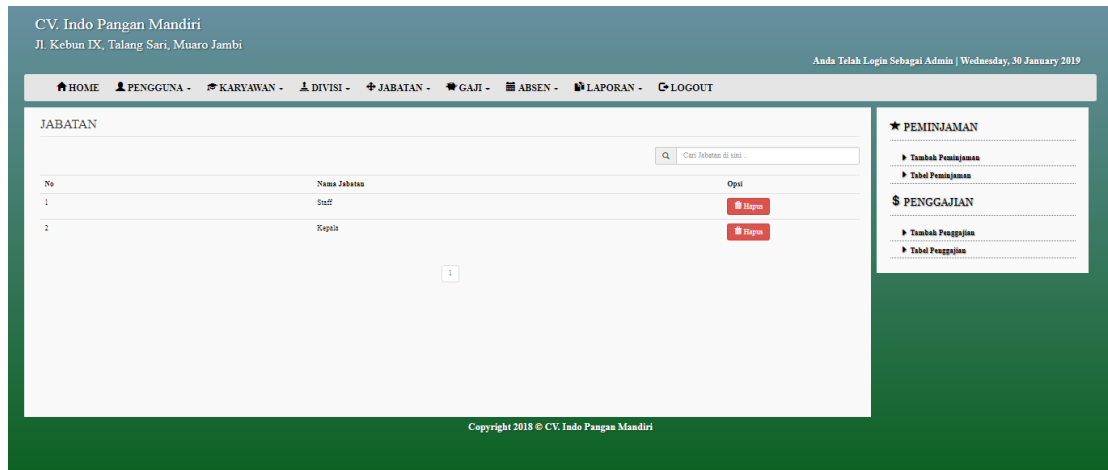 CV. Indo Pangan Mandiri
Jl. Kebun IX, Talang Sari, Muaro Jambi
Anda Telah Login Sebagai Admin | Wednesday, 30 January 2019
HOME PENGGUNA KARYAWAN DIVISI JABATAN GAJI ABSEN LAPORAN LOGOUT
JABATAN
Cari Jabatan di sini ..
No Nama Jabatan Opsi
1 Staff Hapus
2 Kepala Hapus
1
PEMINJAMAN
Tambah Peminjaman
Tabel Peminjaman
$ PENGGAJIAN
Tambah Penggajian
Tabel Penggajian
Copyright 2018 © CV. Indo Pangan Mandiri